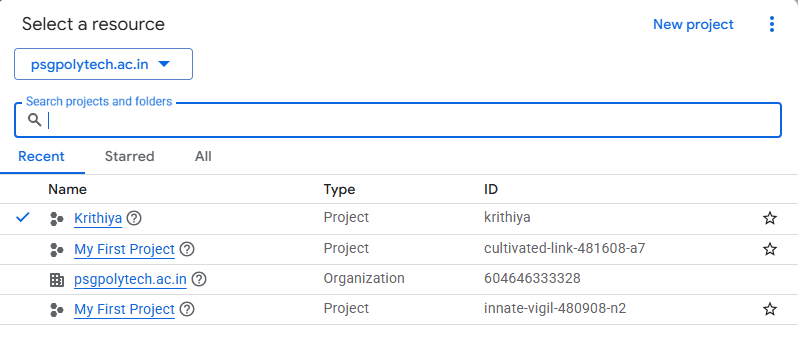 Select a resource New project
psgpolytech.ac.in
Search projects and folders
Recent Starred All
Name Type ID
Krithiya Project krithiya
My First Project Project cultivated-link-481608-a7
psgpolytech.ac.in Organization 604646333328
My First Project Project innate-vigil-480908-n2